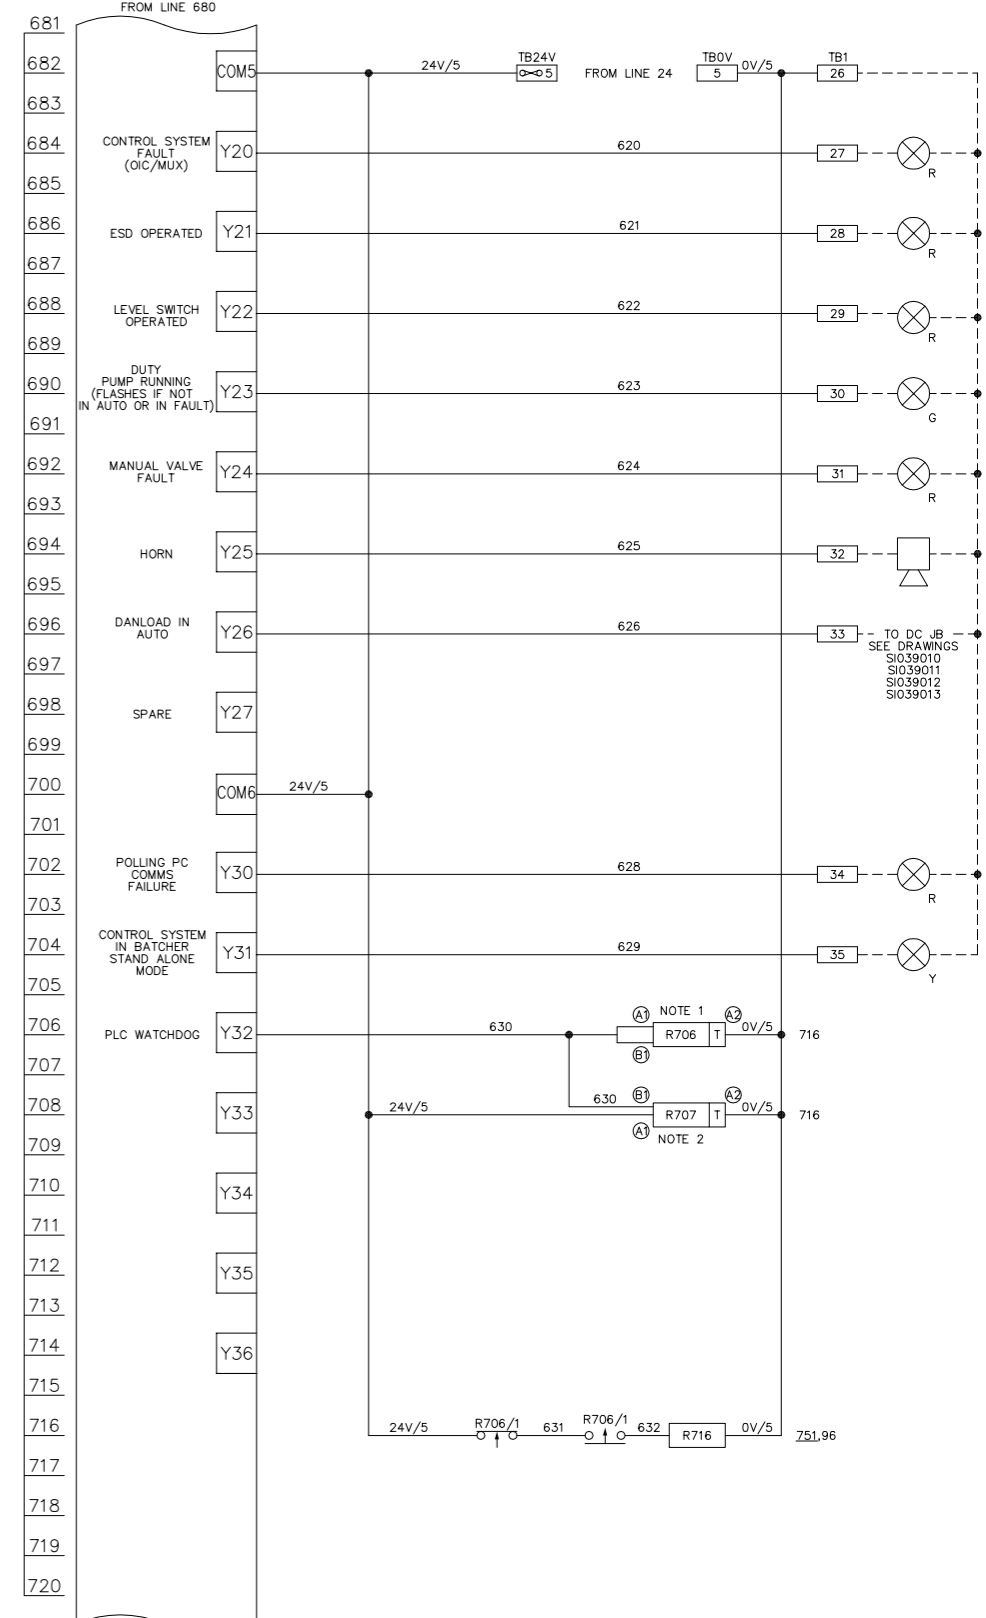 FROM LINE 680
681
682
COM5
24V/5
TB24V
5
FROM LINE 24
TB0V
5
0V/5
TB1
26
683
684
CONTROL SYSTEM
FAULT
(OIC/MUX)
Y20
620
27
R
685
686
ESD OPERATED
Y21
621
28
R
687
688
LEVEL SWITCH
OPERATED
Y22
622
29
R
689
690
DUTY
PUMP RUNNING
(FLASHES IF NOT
IN AUTO OR IN FAULT)
Y23
623
30
G
691
692
MANUAL VALVE
FAULT
Y24
624
31
R
693
694
HORN
Y25
625
32
695
696
DANLOAD IN
AUTO
Y26
626
33
TO DC JB
SEE DRAWINGS
SI039010
SI039011
SI039012
SI039013
697
698
SPARE
Y27
699
700
COM6
24V/5
701
702
POLLING PC
COMMS
FAILURE
Y30
628
34
R
703
704
CONTROL SYSTEM
IN BATCHER
STAND ALONE
MODE
Y31
629
35
Y
705
706
PLC WATCHDOG
Y32
630
A1
NOTE 1
R706
T
A2
0V/5
716
B1
707
708
Y33
24V/5
630
B1
R707
T
A2
0V/5
716
A1
NOTE 2
709
710
Y34
711
712
Y35
713
714
Y36
715
716
24V/5
R706/1
631
R706/1
632
R716
0V/5
751,96
717
718
719
720